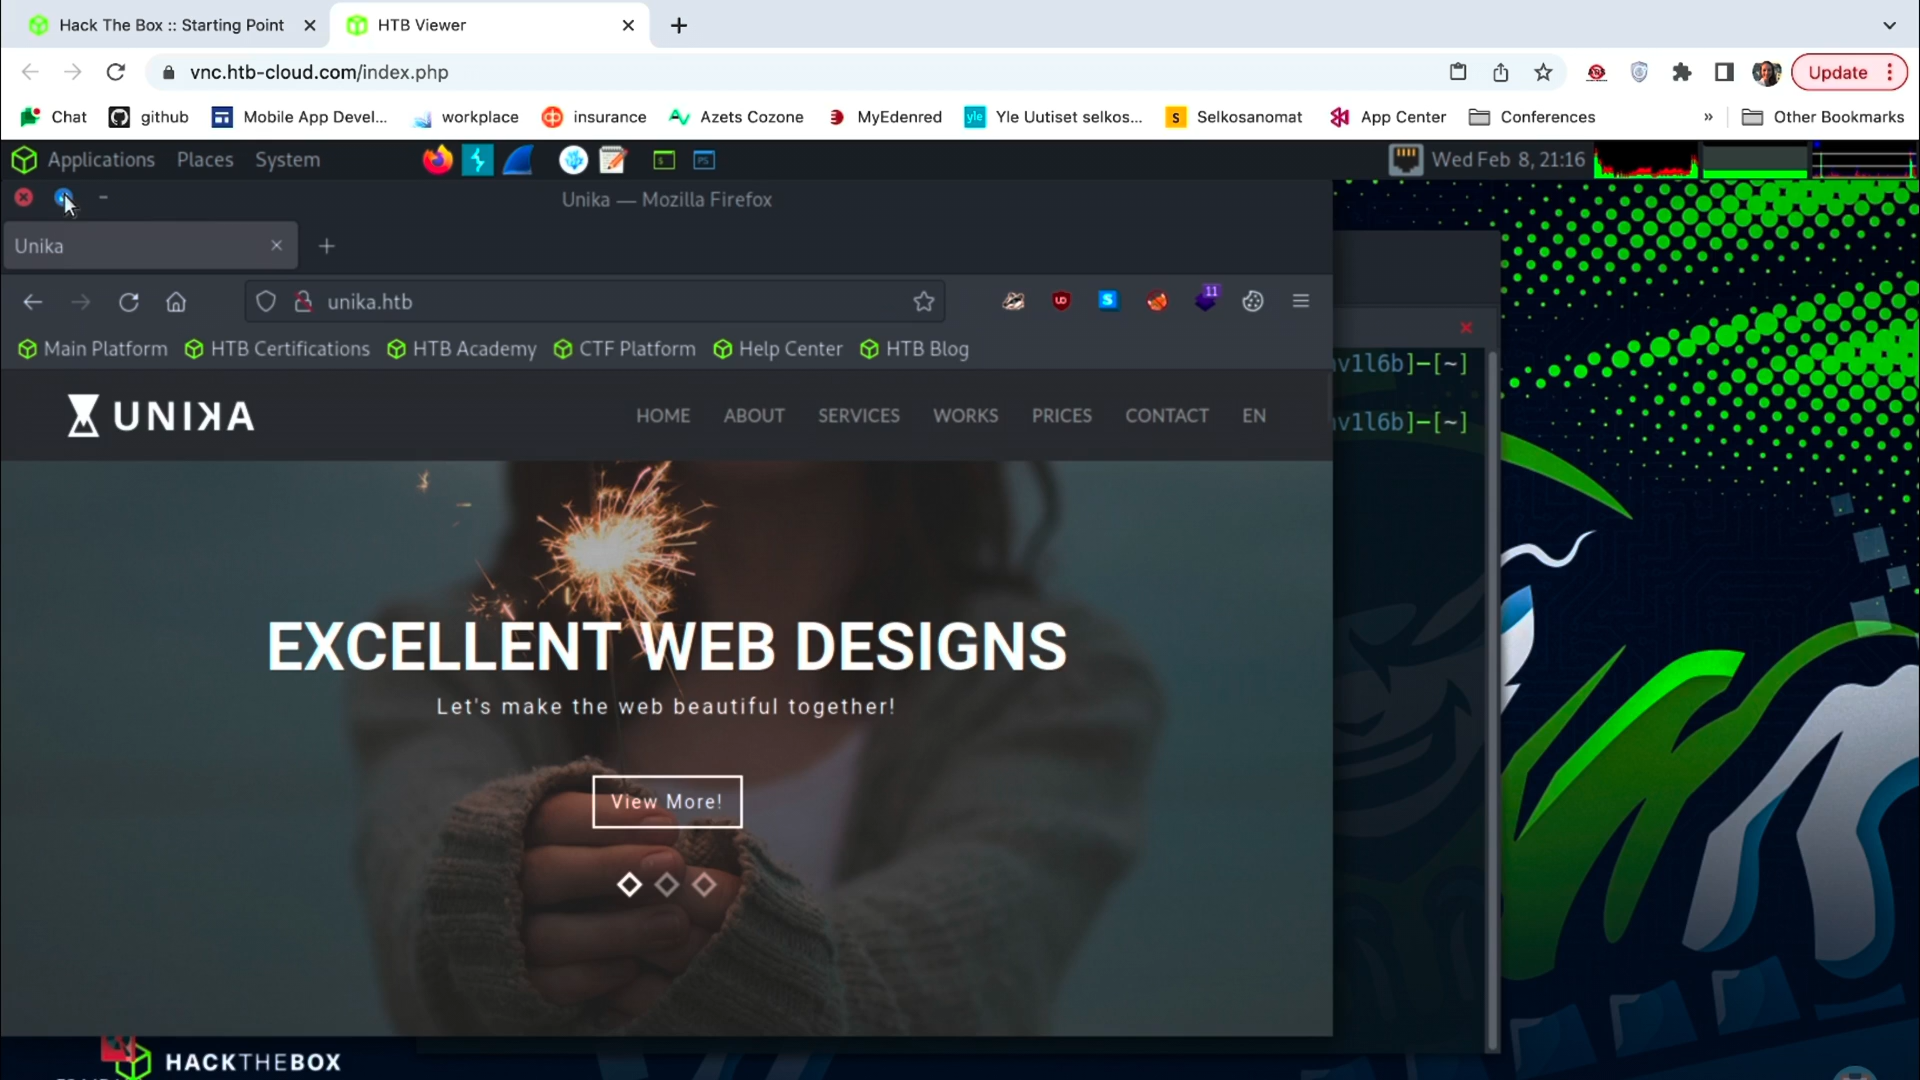 Hack The Box :: Starting Point
HTB Viewer
vnc.htb-cloud.com/index.php
Update
Chat
github
Mobile App Devel...
workplace
insurance
Azets Cozone
MyEdenred
yle
Yle Uutiset selkos...
S
Selkosanomat
App Center
Conferences
»
Other Bookmarks
Applications Places System
Wed Feb 8, 21:16
Unika — Mozilla Firefox
Unika
unika.htb
11
Main Platform
HTB Certifications
HTB Academy
CTF Platform
Help Center
HTB Blog
v1l6b]-[~]
UNIKA
HOME ABOUT SERVICES WORKS PRICES CONTACT EN
v1l6b]-[~]
EXCELLENT WEB DESIGNS
Let's make the web beautiful together!
View More!
HACKTHEBOX